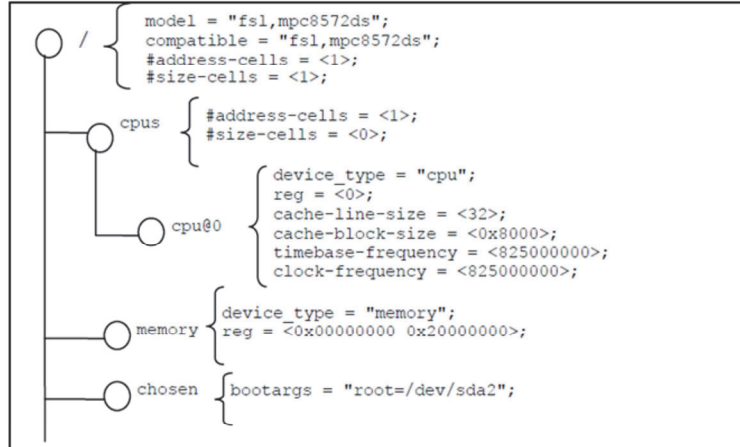 /
model = "fsl,mpc8572ds";
compatible = "fsl,mpc8572ds";
#address-cells = <1>;
#size-cells = <1>;
cpus
#address-cells = <1>;
#size-cells = <0>;
cpu@0
device_type = "cpu";
reg = <0>;
cache-line-size = <32>;
cache-block-size = <0x8000>;
timebase-frequency = <825000000>;
clock-frequency = <825000000>;
memory
device_type = "memory";
reg = <0x00000000 0x20000000>;
chosen
bootargs = "root=/dev/sda2";